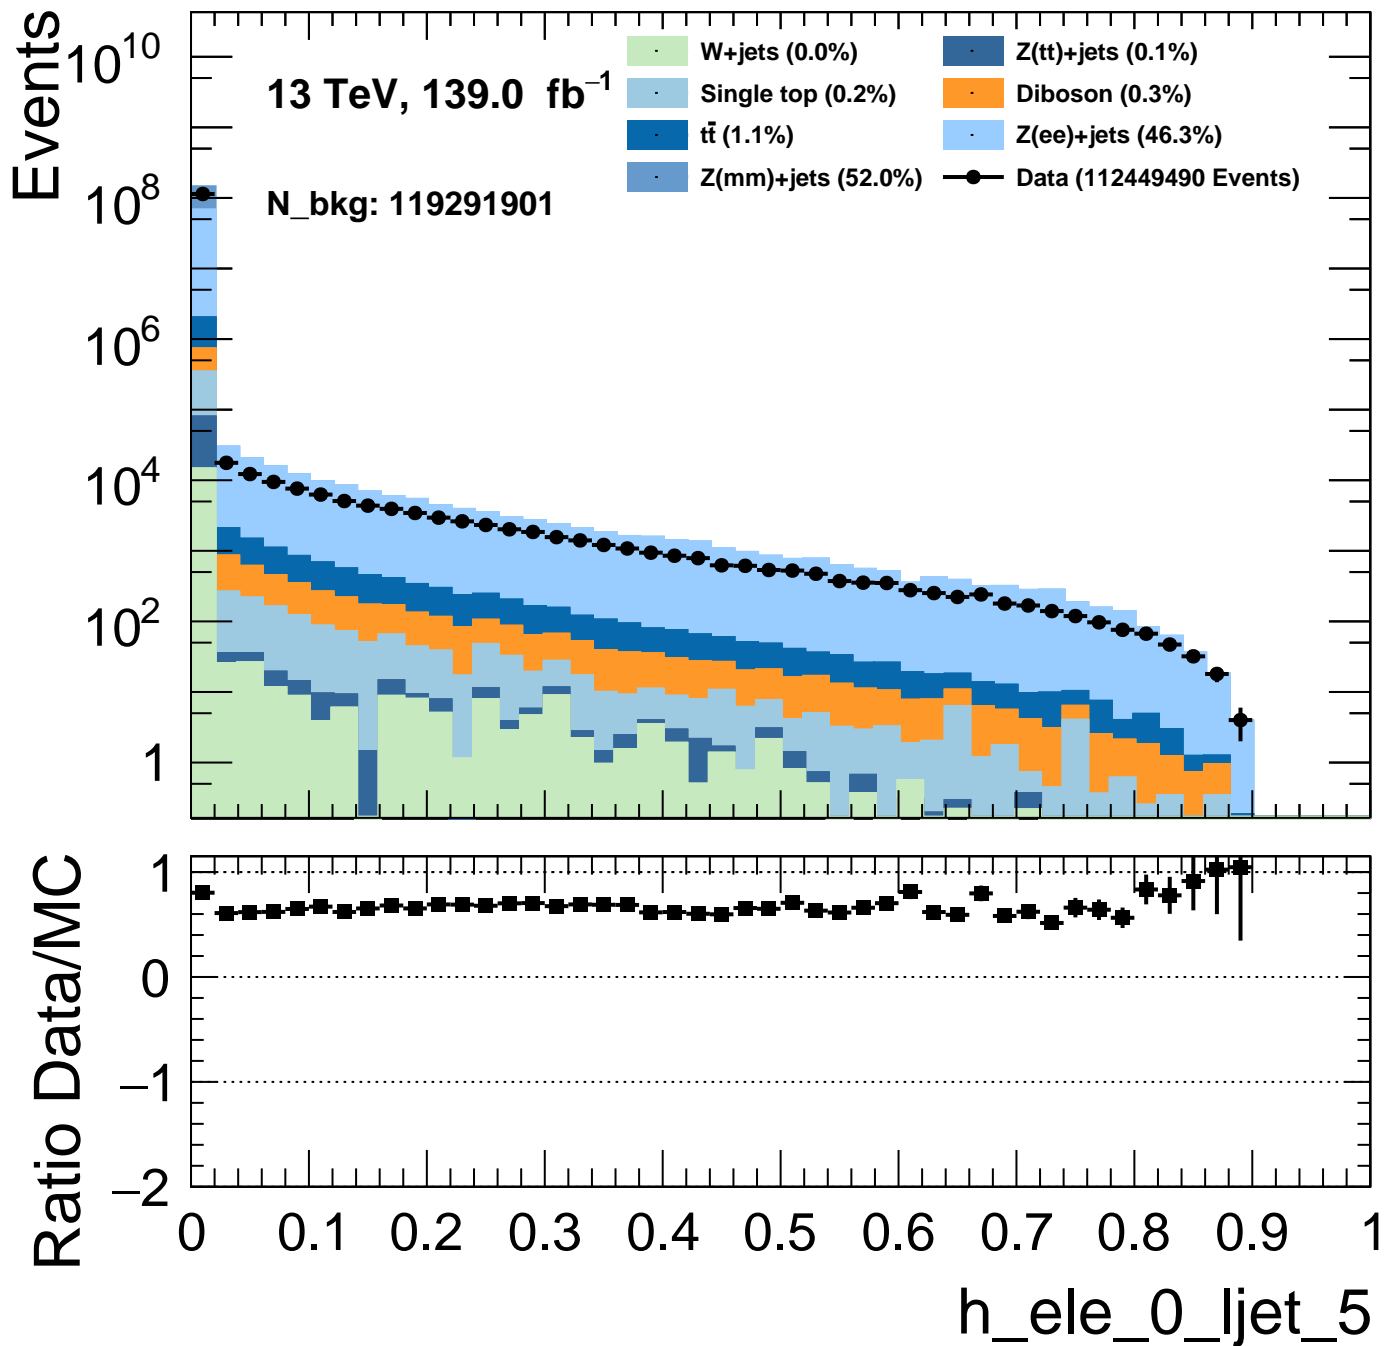 Events
10^10
10^8
10^6
10^4
10^2
1
13 TeV, 139.0 fb^−1
N_bkg: 119291901
W+jets (0.0%)
Single top (0.2%)
tt̄ (1.1%)
Z(mm)+jets (52.0%)
Z(tt)+jets (0.1%)
Diboson (0.3%)
Z(ee)+jets (46.3%)
Data (112449490 Events)
Ratio Data/MC
1
0
−1
−2
0 0.1 0.2 0.3 0.4 0.5 0.6 0.7 0.8 0.9 1
h_ele_0_ljet_5